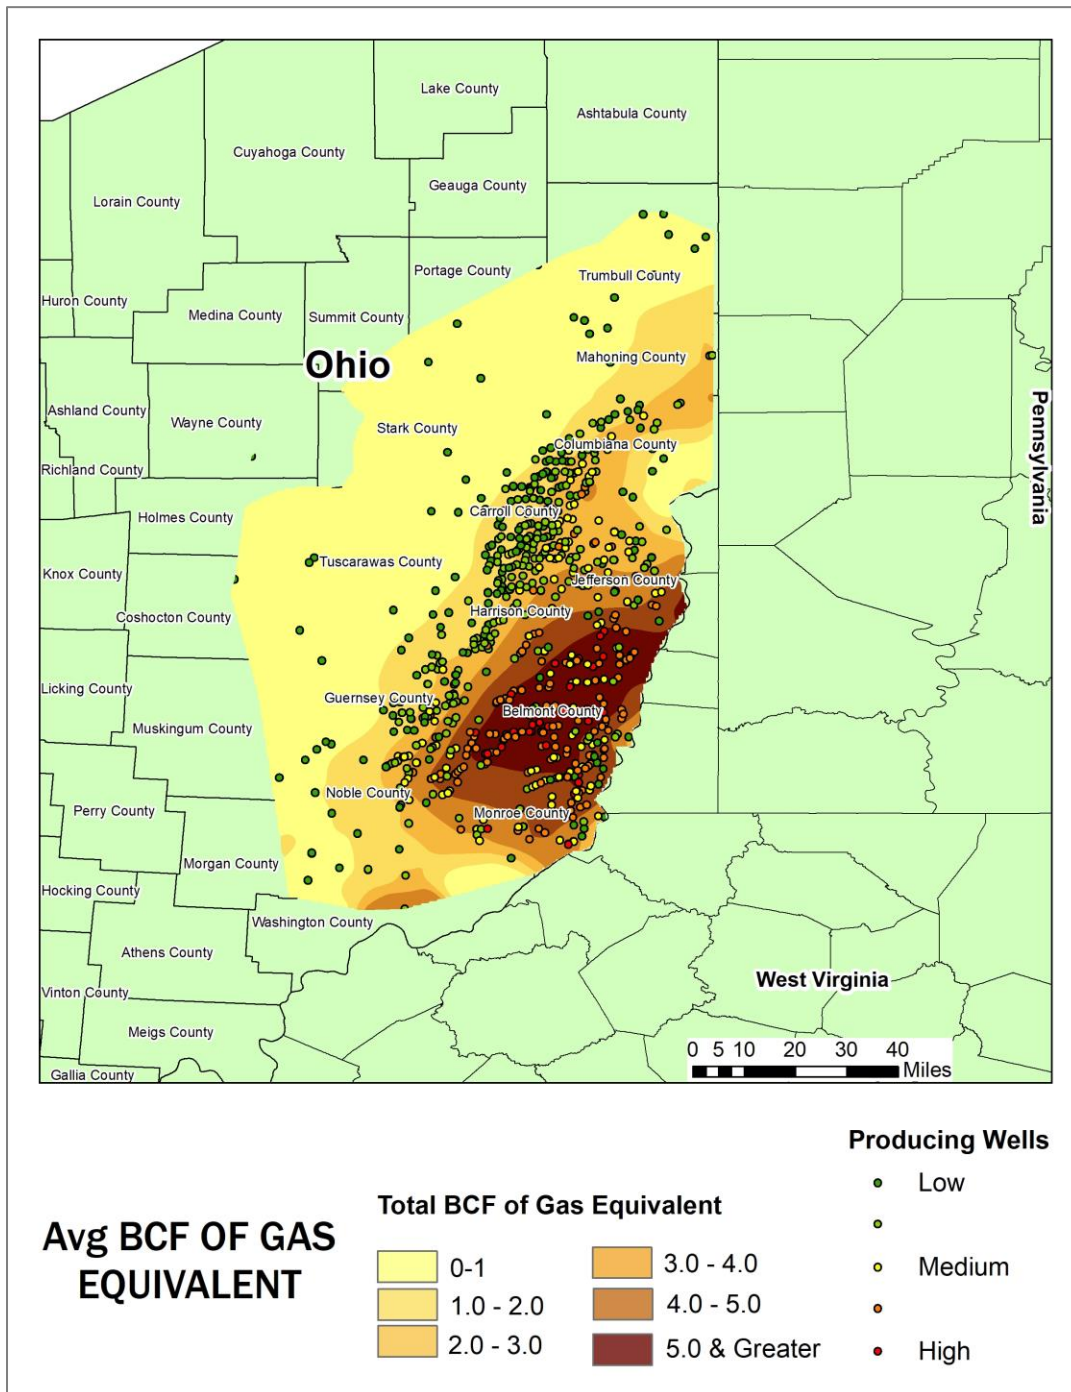 Lake County
Ashtabula County
Cuyahoga County
Geauga County
Lorain County
Portage County
Trumbull County
Huron County
Medina County
Summit County
Mahoning County
Ohio
Ashland County
Wayne County
Stark County
Columbiana County
Pennsylvania
Richland County
Holmes County
Carroll County
Tuscarawas County
Knox County
Jefferson County
Coshocton County
Harrison County
Licking County
Guernsey County
Belmont County
Muskingum County
Noble County
Perry County
Monroe County
Morgan County
Hocking County
Washington County
Athens County
West Virginia
Vinton County
Meigs County
Gallia County
0 5 10 20 30 40
Miles
Avg BCF OF GAS
EQUIVALENT
Total BCF of Gas Equivalent
0-1
1.0 - 2.0
2.0 - 3.0
3.0 - 4.0
4.0 - 5.0
5.0 & Greater
Producing Wells
Low
Medium
High